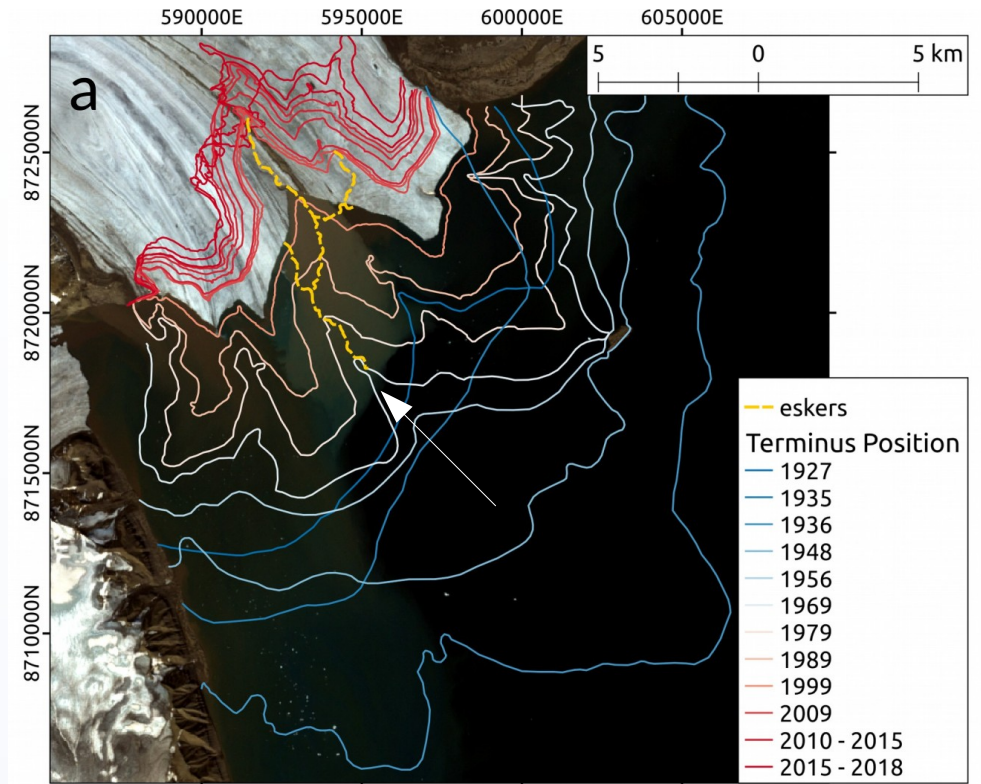 590000E 595000E 600000E 605000E
5 0 5 km
a
8725000N
8720000N
8715000N
8710000N
eskers
Terminus Position
1927
1935
1936
1948
1956
1969
1979
1989
1999
2009
2010 - 2015
2015 - 2018